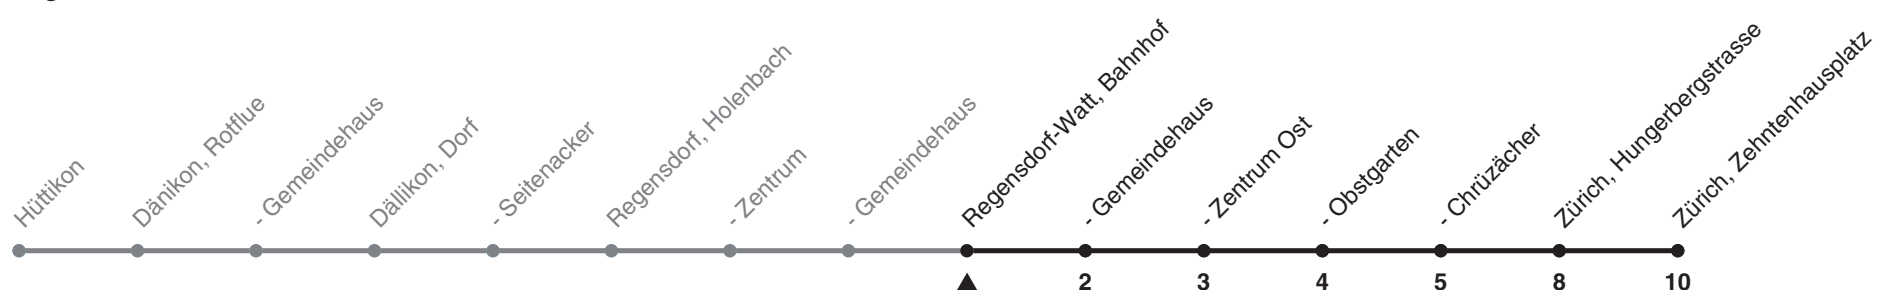 Hüttikon
Dänikon, Rotflue
- Gemeindehaus
Dällikon, Dorf
- Seitenacker
Regensdorf, Holenbach
- Zentrum
- Gemeindehaus
Regensdorf-Watt, Bahnhof
- Gemeindehaus
- Zentrum Ost
- Obstgarten
- Chrüzächer
Zürich, Hungerbergstrasse
Zürich, Zehntenhausplatz
2 3 4 5 8 10